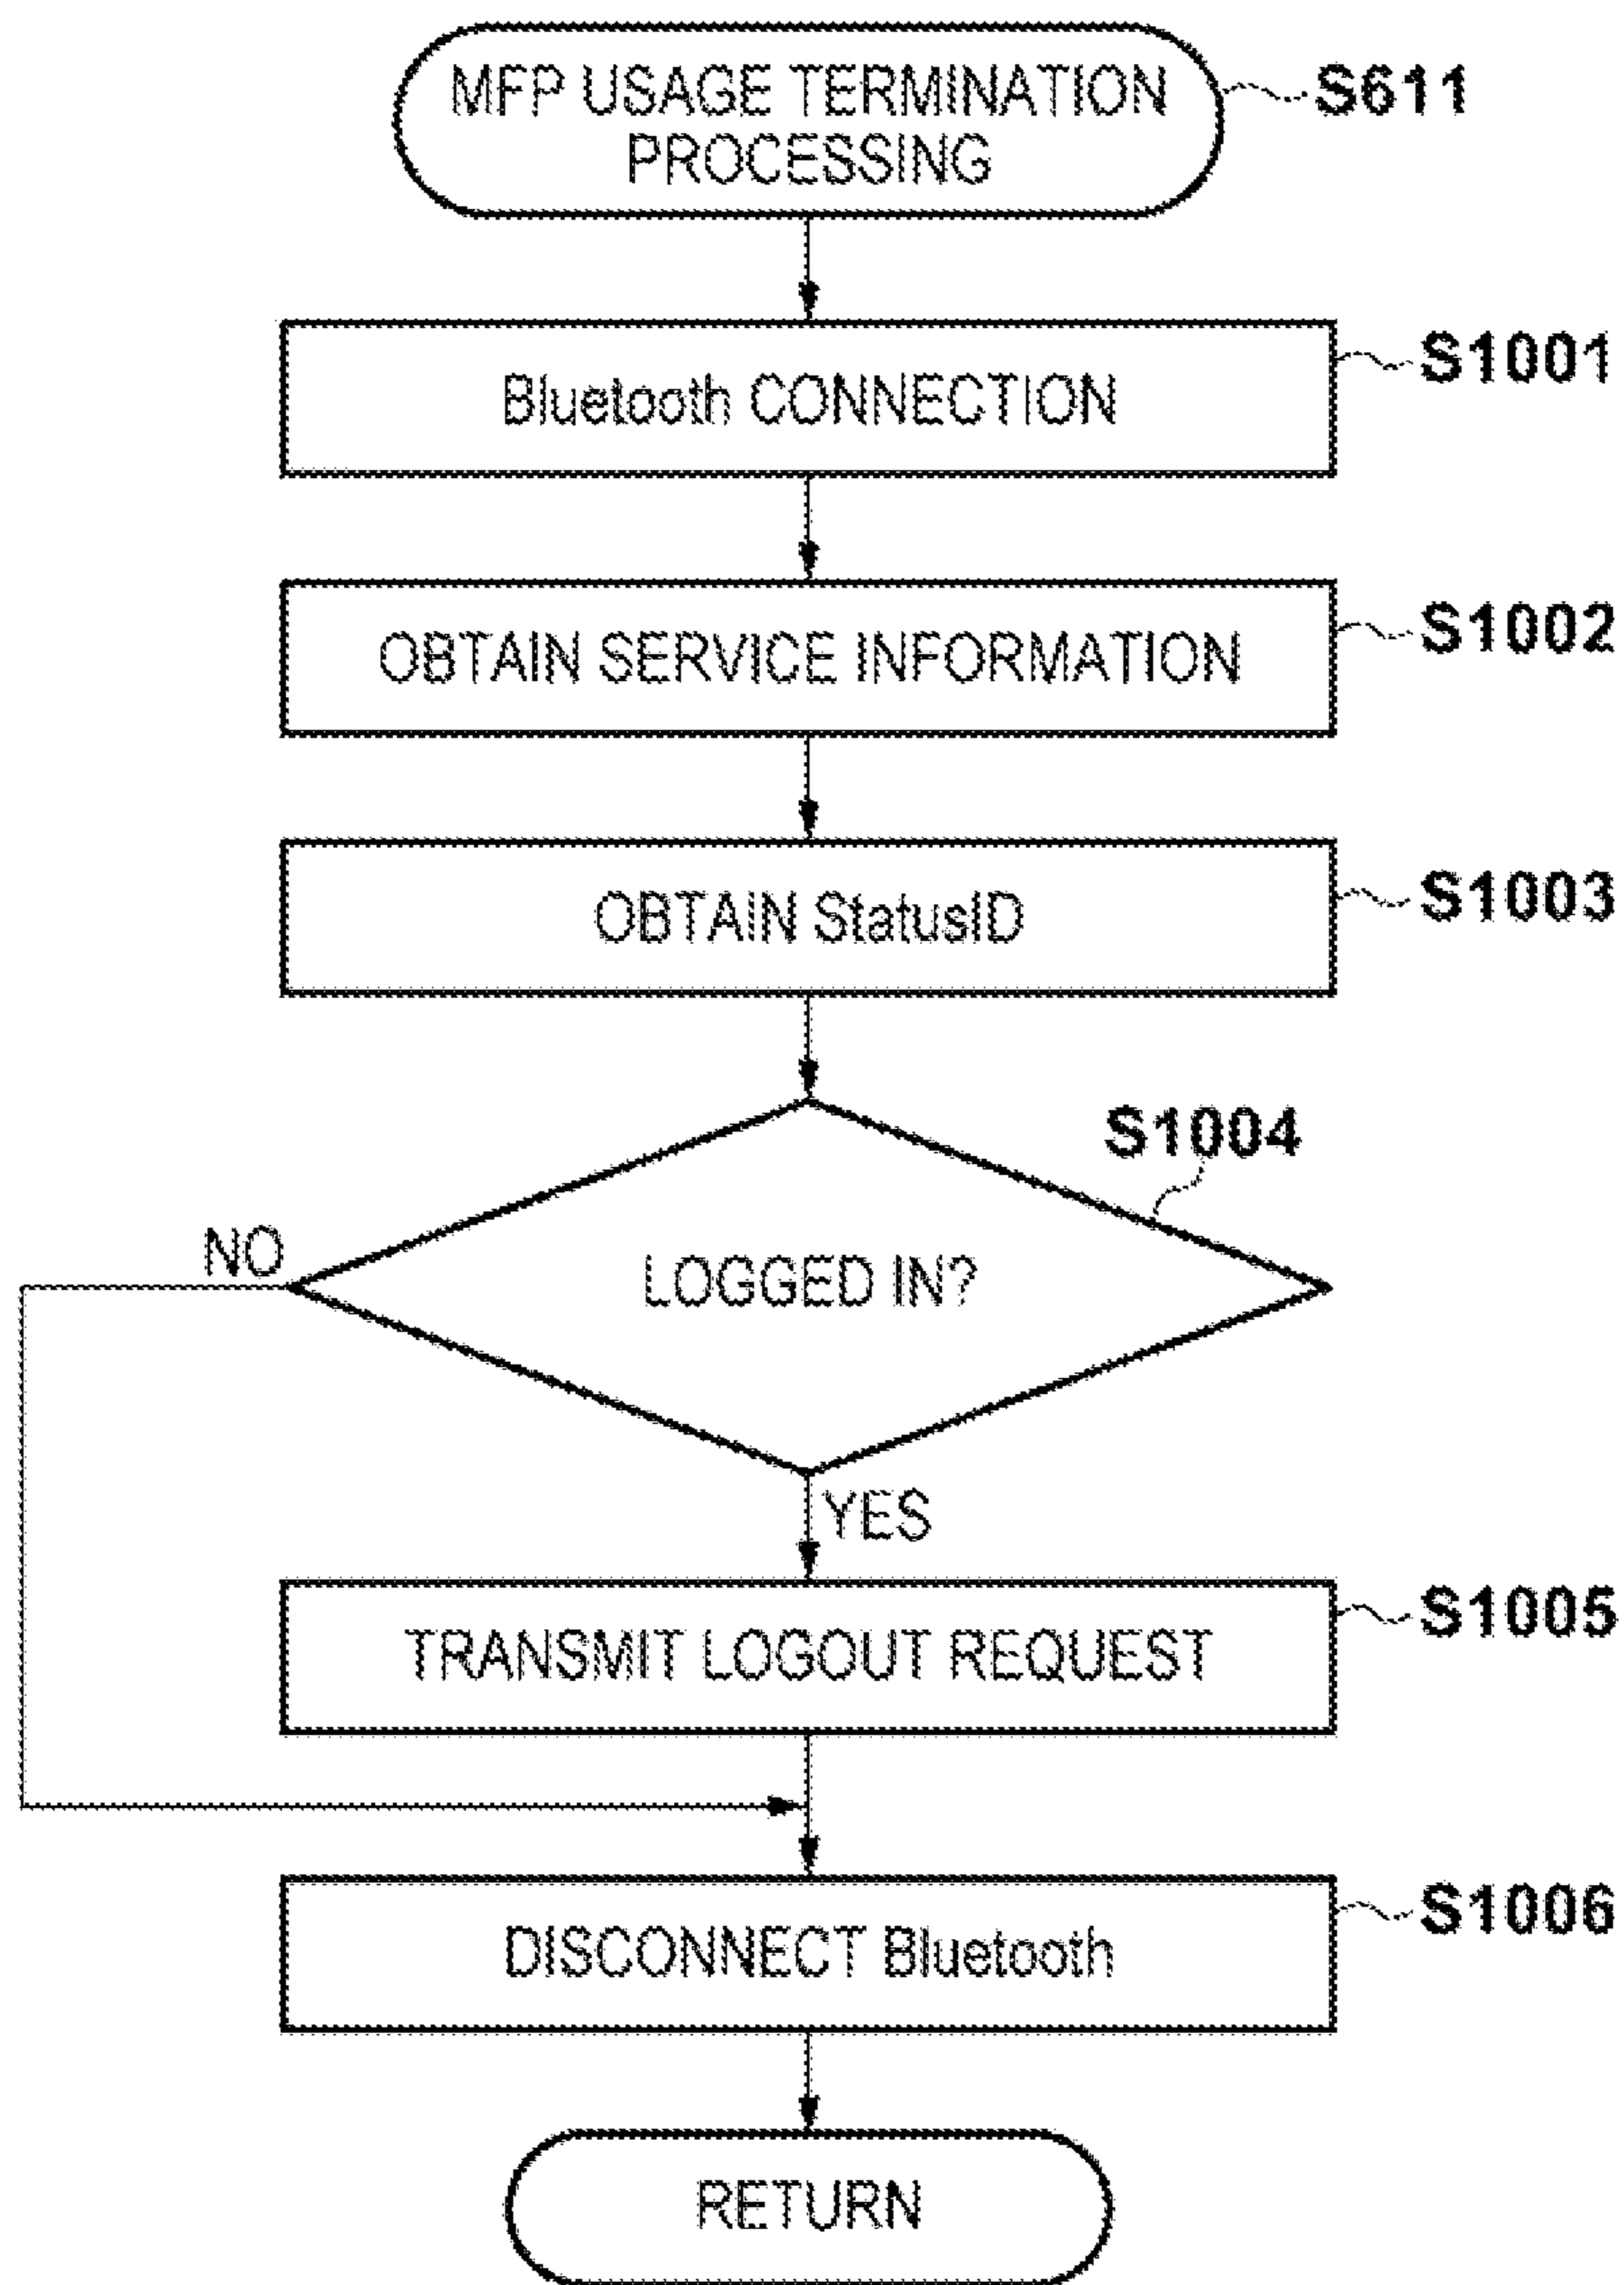 MFP USAGE TERMINATION
PROCESSING
S611
Bluetooth CONNECTION
S1001
OBTAIN SERVICE INFORMATION
S1002
OBTAIN StatusID
S1003
S1004
NO
LOGGED IN?
YES
TRANSMIT LOGOUT REQUEST
S1005
DISCONNECT Bluetooth
S1006
RETURN